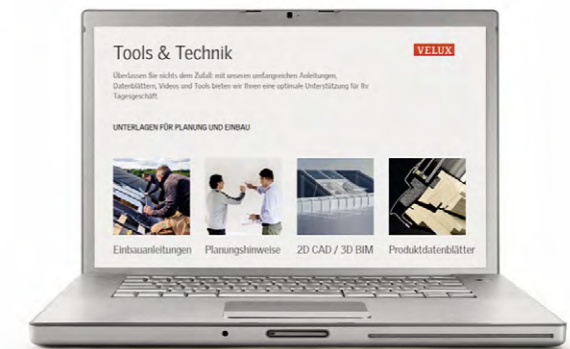 Tools & Technik
VELUX
Überlassen Sie nichts dem Zufall: mit unseren umfangreichen Anleitungen,
Datenblättern, Videos und Tools bieten wir Ihnen eine optimale Unterstützung für Ihr
Tagesgeschäft.
UNTERLAGEN FÜR PLANUNG UND EINBAU
Einbauanleitungen Planungshinweise 2D CAD / 3D BIM Produktdatenblätter